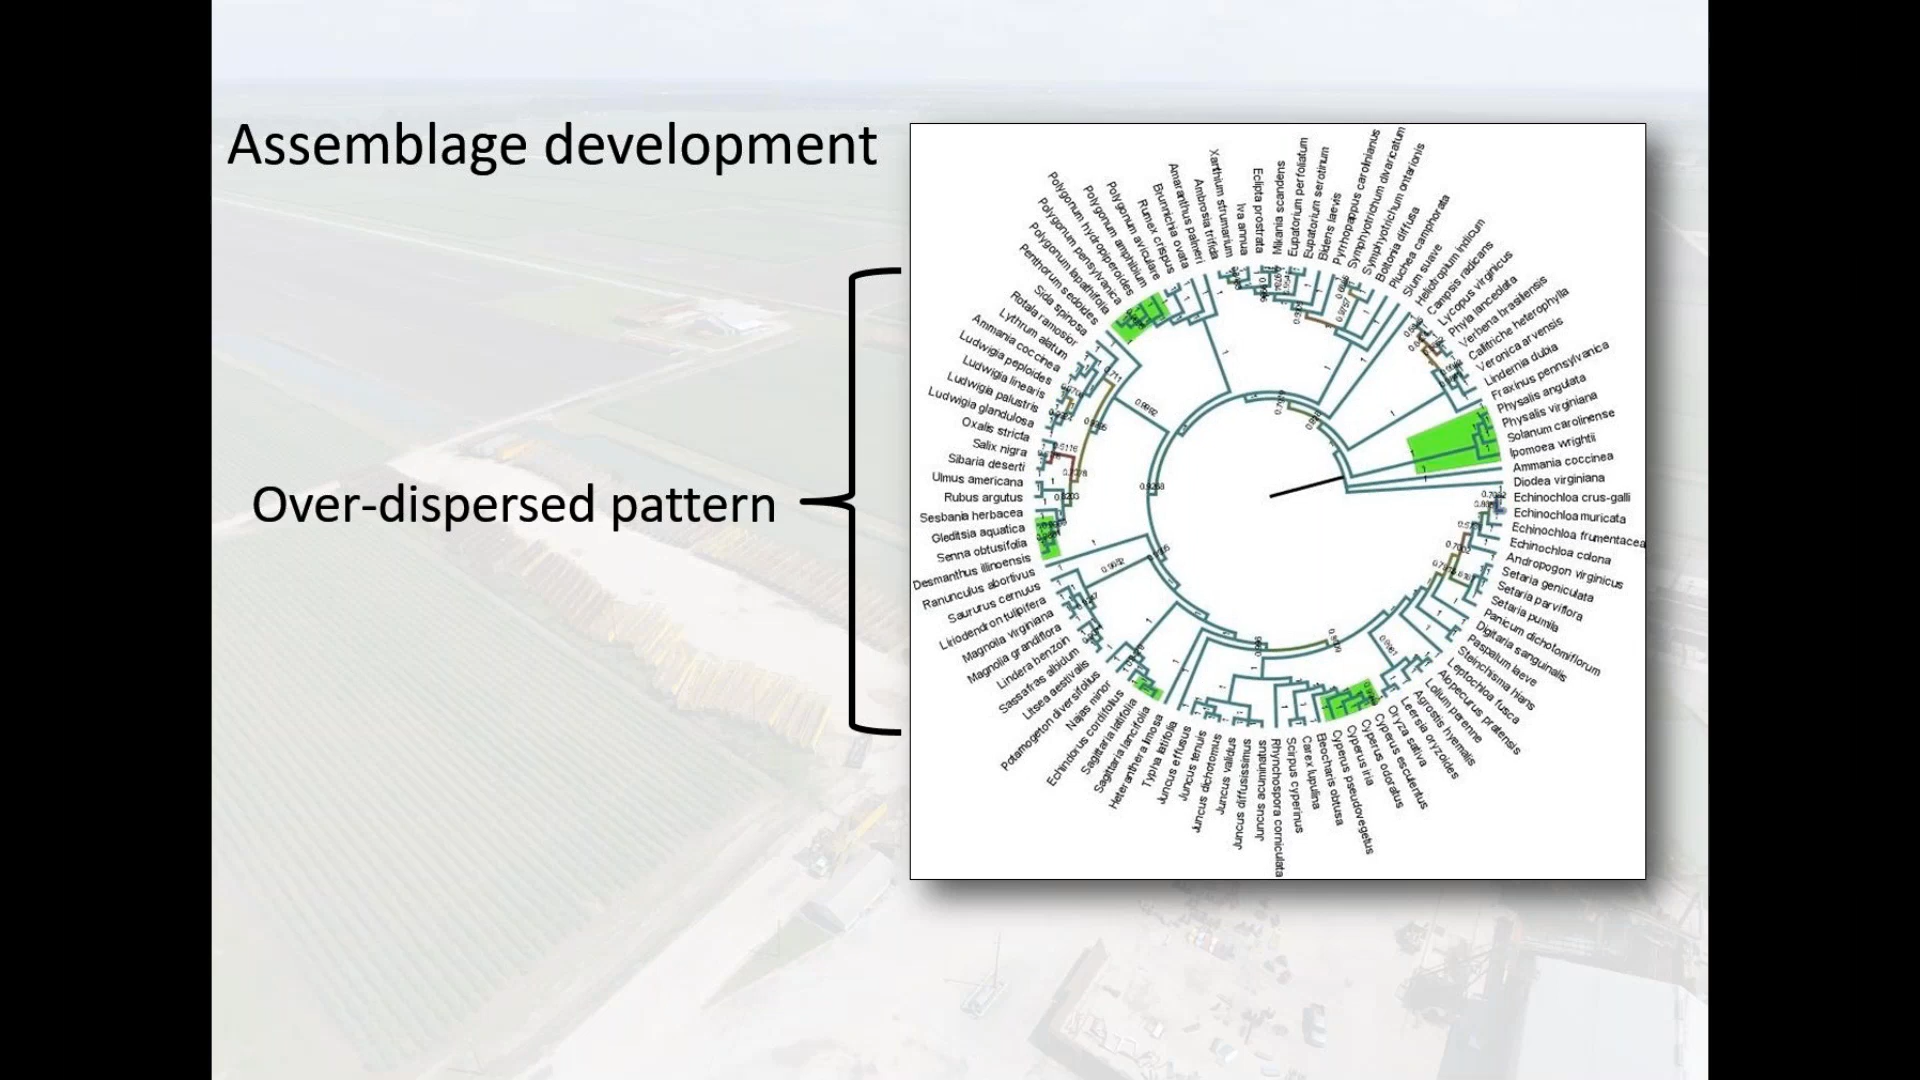 Assemblage development
Over-dispersed pattern
Polygonum hydropiperoides
Polygonum amphibium
Polygonum aviculare
Rumex crispus
Brunnichia ovata
Amaranthus palmeri
Ambrosia trifida
Xanthium strumarium
Iva annua
Eclipta prostrata
Mikania scandens
Eupatorium perfoliatum
Eupatorium serotinum
Bidens laevis
Pyrrhopappus carolinianus
Symphyotrichum divaricatum
Symphyotrichum ontarionis
Boltonia diffusa
Pluchea camphorata
Sium suave
Heliotropium indicum
Campsis radicans
Lycopus virginicus
Phyla lanceolata
Verbena brasiliensis
Callitriche heterophylla
Veronica arvensis
Lindernia dubia
Fraxinus pennsylvanica
Physalis angulata
Physalis virginiana
Solanum carolinense
Ipomoea wrightii
Ammania coccinea
Diodea virginiana
Echinochloa crus-galli
Echinochloa muricata
Echinochloa frumentacea
Echinochloa colona
Andropogon virginicus
Setaria geniculata
Setaria parviflora
Setaria pumila
Panicum dichotomiflorum
Digitaria sanguinalis
Paspalum laeve
Steinchisma hians
Leptochloa fusca
Alopecurus pratensis
Lolium perenne
Agrostis hyemalis
Leersia oryzoides
Oryza sativa
Cyperus esculentus
Cyperus odoratus
Cyperus iria
Cyperus pseudovegetus
Eleocharis obtusa
Carex lupulina
Scirpus cyperinus
Rhynchospora corniculata
Juncus acuminatus
Juncus diffusissimus
Juncus validus
Juncus dichotomus
Juncus tenuis
Juncus effusus
Typha latifolia
Heteranthera limosa
Sagittaria lancifolia
Sagittaria latifolia
Echindorus cordifolius
Najas minor
Potamogeton diversifolius
Litsea aestivalis
Sassafras albidum
Lindera benzoin
Magnolia grandiflora
Magnolia virginiana
Liriodendron tulipifera
Saururus cernuus
Ranunculus abortivus
Desmanthus illinoensis
Senna obtusifolia
Gleditsia aquatica
Sesbania herbacea
Rubus argutus
Ulmus americana
Sibaria deserti
Salix nigra
Oxalis stricta
Ludwigia glandulosa
Ludwigia palustris
Ludwigia linearis
Ludwigia peploides
Ammania coccinea
Lythrum alatum
Rotala ramosior
Sida spinosa
Penthorum sedoides
Polygonum lapathifolia
Polygonum pensylvanica